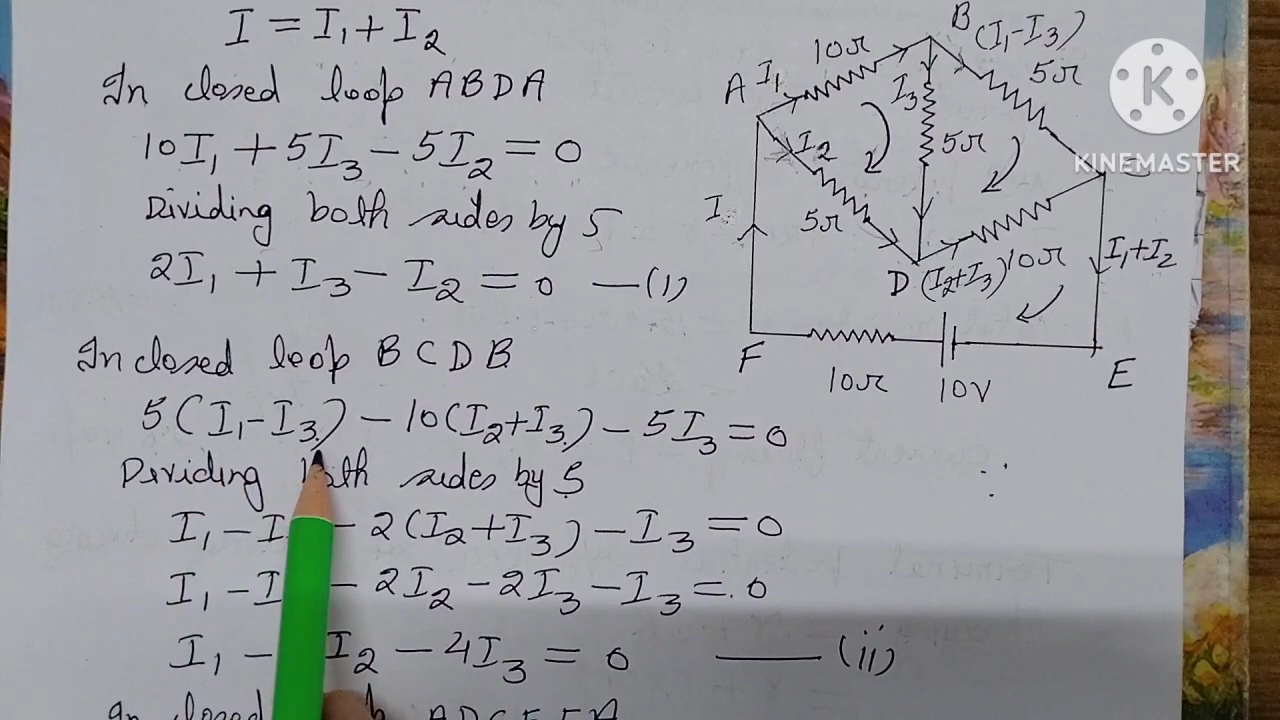 I = I₁ + I₂
In closed loop ABDA
10I₁ + 5I₃ - 5I₂ = 0
Dividing both sides by 5
2I₁ + I₃ - I₂ = 0 —(i)
In closed loop BCDB
5(I₁-I₃) - 10(I₂+I₃) - 5I₃ = 0
Dividing both sides by 5
I₁ - I - 2(I₂+I₃) - I₃ = 0
I₁ - I - 2I₂ - 2I₃ - I₃ = 0
I₁ - I₂ - 4I₃ = 0 —(ii)
In closed ADCEFA
B (I₁-I₃)
10Ω
5Ω
A I₁
I₃
5Ω
I₂
5Ω
I
D (I₂+I₃) 10Ω
I₁+I₂
F
10Ω
10V
E
K
KINEMASTER